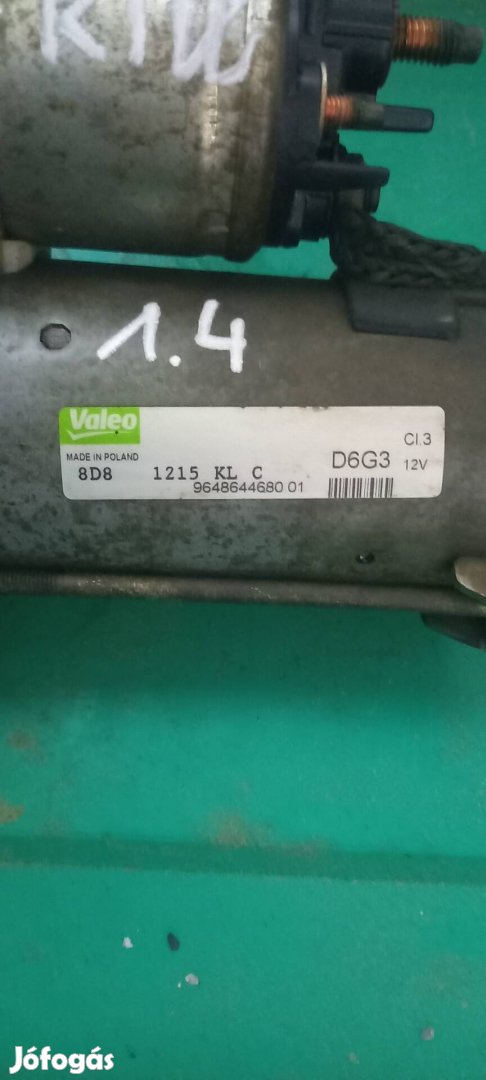 1.4
Valeo
MADE IN POLAND
8D8 1215 KL C
9648644680 01
D6G3
Cl.3
12V
Jófogás